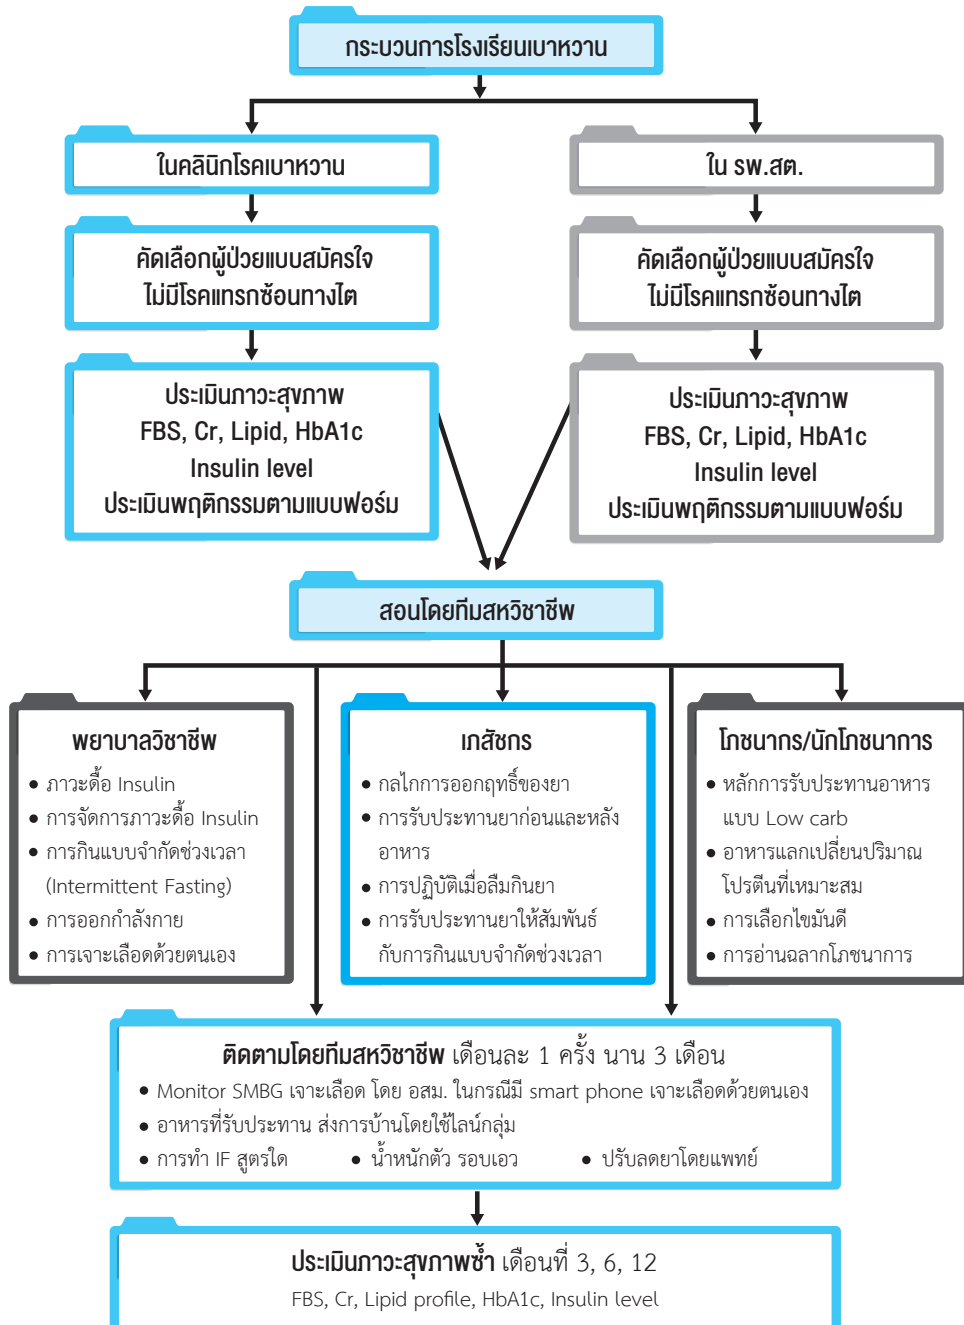 กระบวนการโรงเรียนเบาหวาน
ในคลินิกโรคเบาหวาน
ใน รพ.สต.
คัดเลือกผู้ป่วยแบบสมัครใจ
ไม่มีโรคแทรกซ้อนทางไต
คัดเลือกผู้ป่วยแบบสมัครใจ
ไม่มีโรคแทรกซ้อนทางไต
ประเมินภาวะสุขภาพ
FBS, Cr, Lipid, HbA1c
Insulin level
ประเมินพฤติกรรมตามแบบฟอร์ม
ประเมินภาวะสุขภาพ
FBS, Cr, Lipid, HbA1c
Insulin level
ประเมินพฤติกรรมตามแบบฟอร์ม
สอนโดยทีมสหวิชาชีพ
พยาบาลวิชาชีพ
• ภาวะดื้อ Insulin
• การจัดการภาวะดื้อ Insulin
• การกินแบบจำกัดช่วงเวลา
(Intermittent Fasting)
• การออกกำลังกาย
• การเจาะเลือดด้วยตนเอง
เภสัชกร
• กลไกการออกฤทธิ์ของยา
• การรับประทานยาก่อนและหลัง
อาหาร
• การปฏิบัติเมื่อลืมกินยา
• การรับประทานยาให้สัมพันธ์
กับการกินแบบจำกัดช่วงเวลา
โภชนากร/นักโภชนาการ
• หลักการรับประทานอาหาร
แบบ Low carb
• อาหารแลกเปลี่ยนปริมาณ
โปรตีนที่เหมาะสม
• การเลือกไขมันดี
• การอ่านฉลากโภชนาการ
ติดตามโดยทีมสหวิชาชีพ เดือนละ 1 ครั้ง นาน 3 เดือน
• Monitor SMBG เจาะเลือด โดย อสม. ในกรณีมี smart phone เจาะเลือดด้วยตนเอง
• อาหารที่รับประทาน ส่งการบ้านโดยใช้ไลน์กลุ่ม
• การทำ IF สูตรใด • น้ำหนักตัว รอบเอว • ปรับลดยาโดยแพทย์
ประเมินภาวะสุขภาพซ้ำ เดือนที่ 3, 6, 12
FBS, Cr, Lipid profile, HbA1c, Insulin level